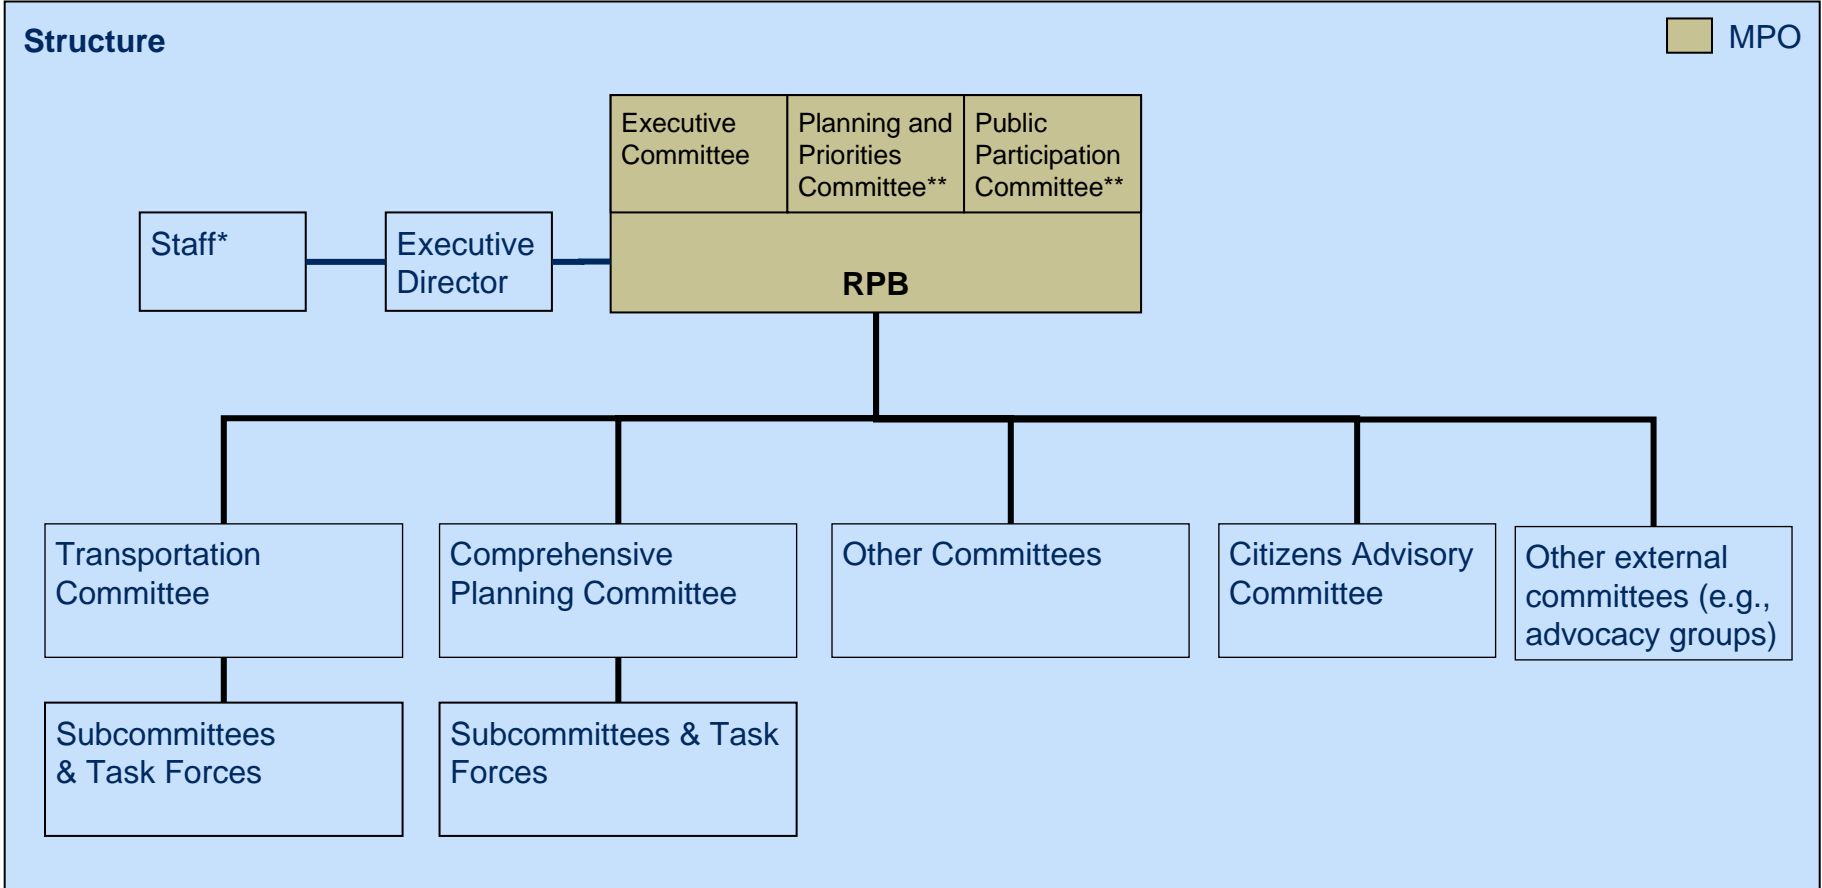 Structure
MPO
Executive
Committee
Planning and
Priorities
Committee**
Public
Participation
Committee**
Staff*
Executive
Director
RPB
Transportation
Committee
Comprehensive
Planning Committee
Other Committees
Citizens Advisory
Committee
Other external
committees (e.g.,
advocacy groups)
Subcommittees
& Task Forces
Subcommittees & Task
Forces